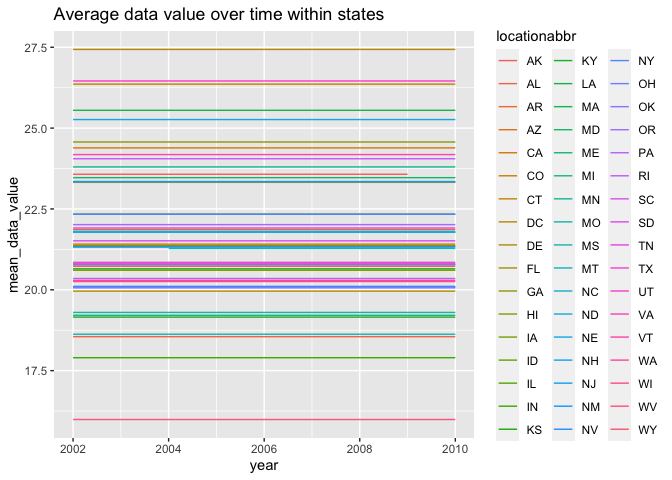 Average data value over time within states
27.5
25.0
22.5
20.0
17.5
mean_data_value
2002 2004 2006 2008 2010
year
locationabbr
AK KY NY
AL LA OH
AR MA OK
AZ MD OR
CA ME PA
CO MI RI
CT MN SC
DC MO SD
DE MS TN
FL MT TX
GA NC UT
HI ND VA
IA NE VT
ID NH WA
IL NJ WI
IN NM WV
KS NV WY